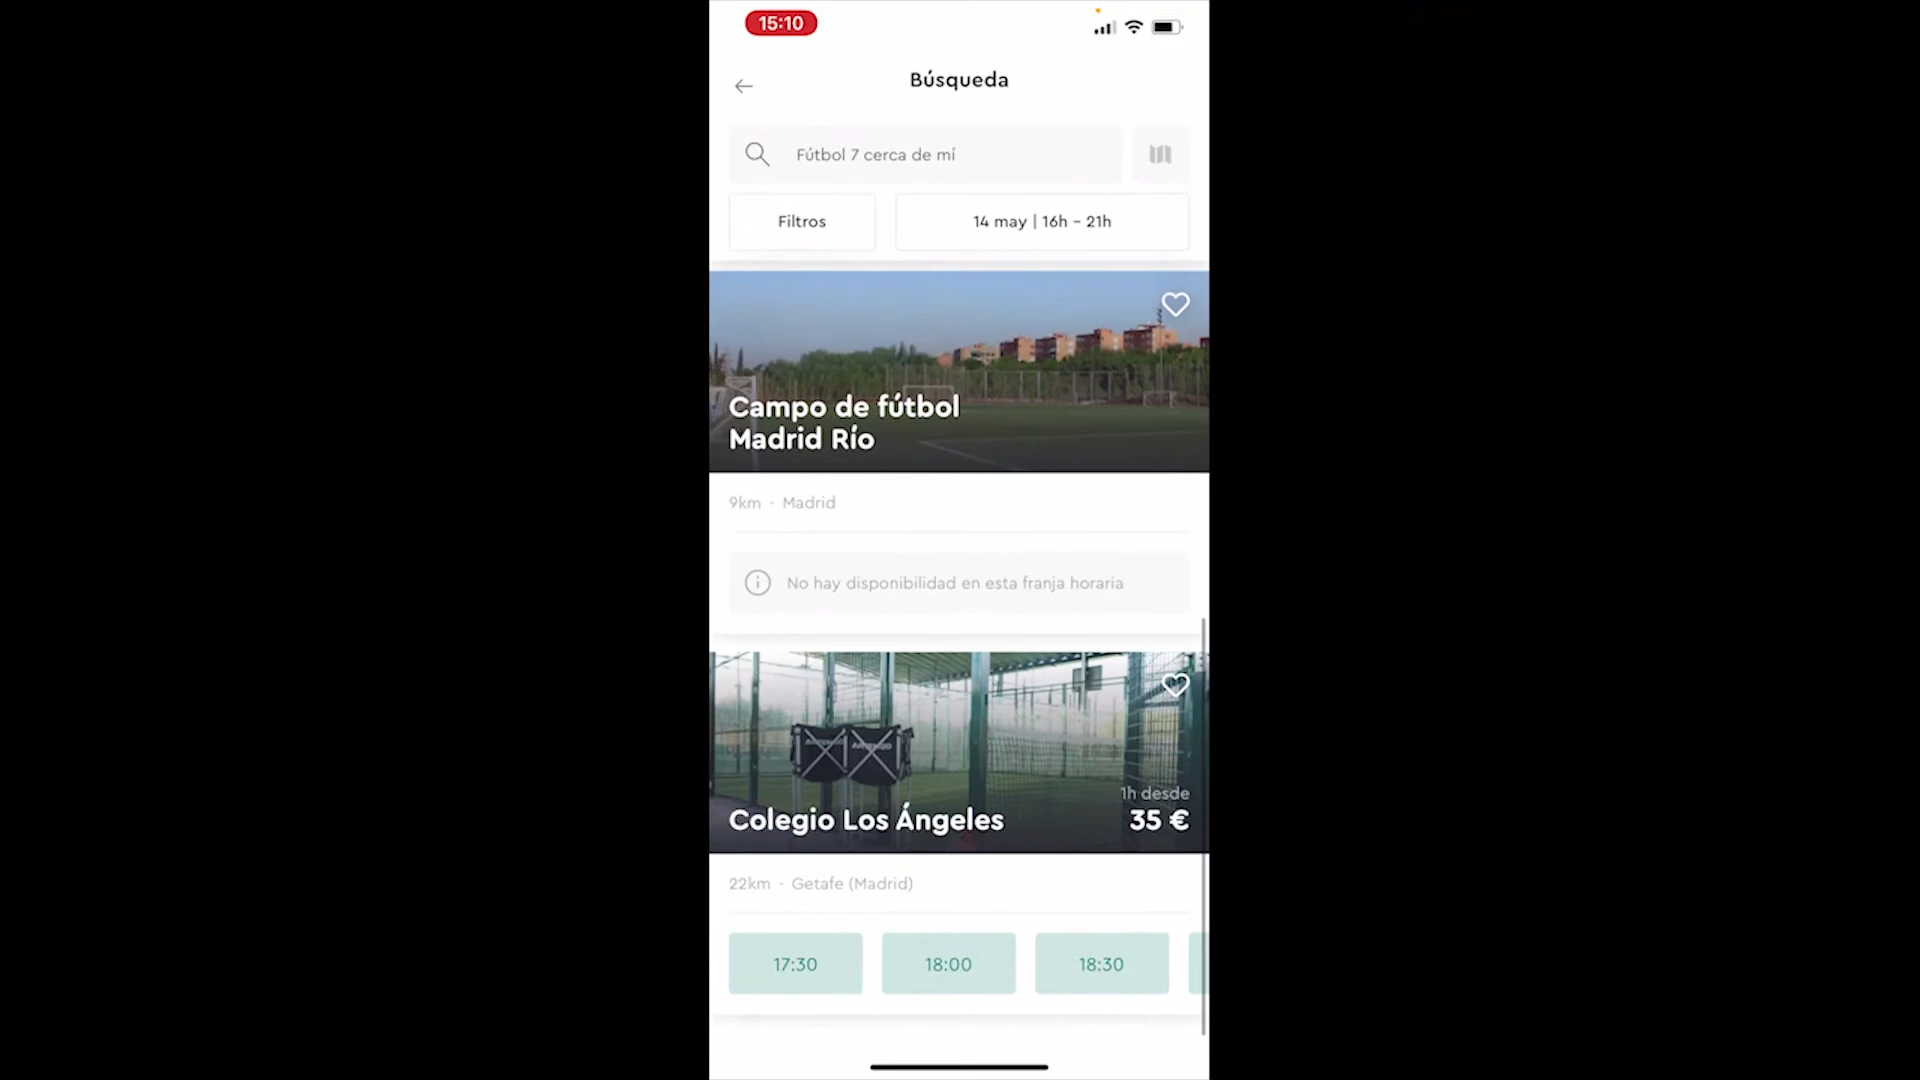 15:10
Búsqueda
Fútbol 7 cerca de mí
Filtros
14 may | 16h - 21h
Campo de fútbol
Madrid Río
9km - Madrid
No hay disponibilidad en esta franja horaria
1h desde
Colegio Los Ángeles
35 €
22km - Getafe (Madrid)
17:30
18:00
18:30